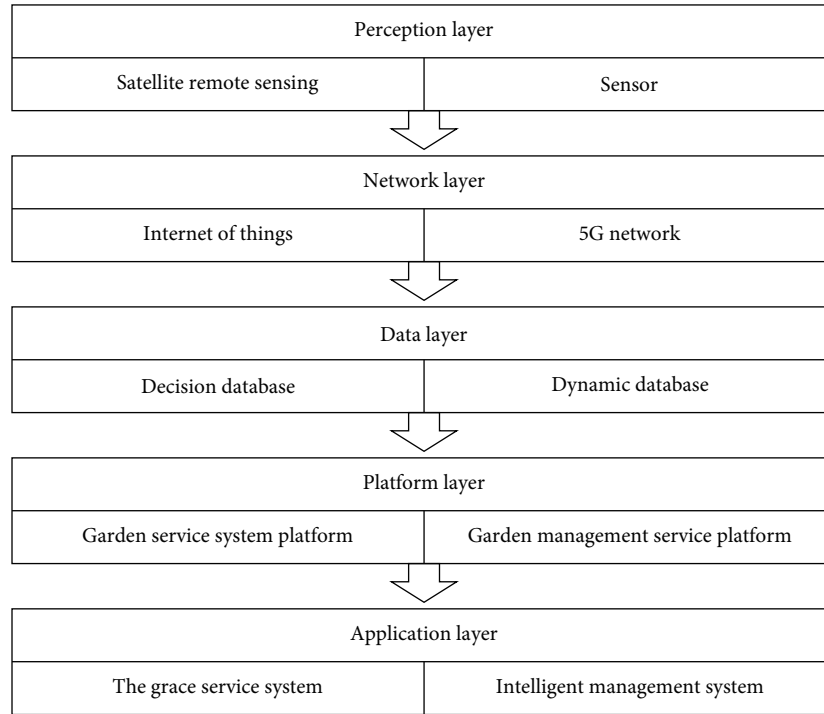 Perception layer
Satellite remote sensing
Sensor
Network layer
Internet of things
5G network
Data layer
Decision database
Dynamic database
Platform layer
Garden service system platform
Garden management service platform
Application layer
The grace service system
Intelligent management system